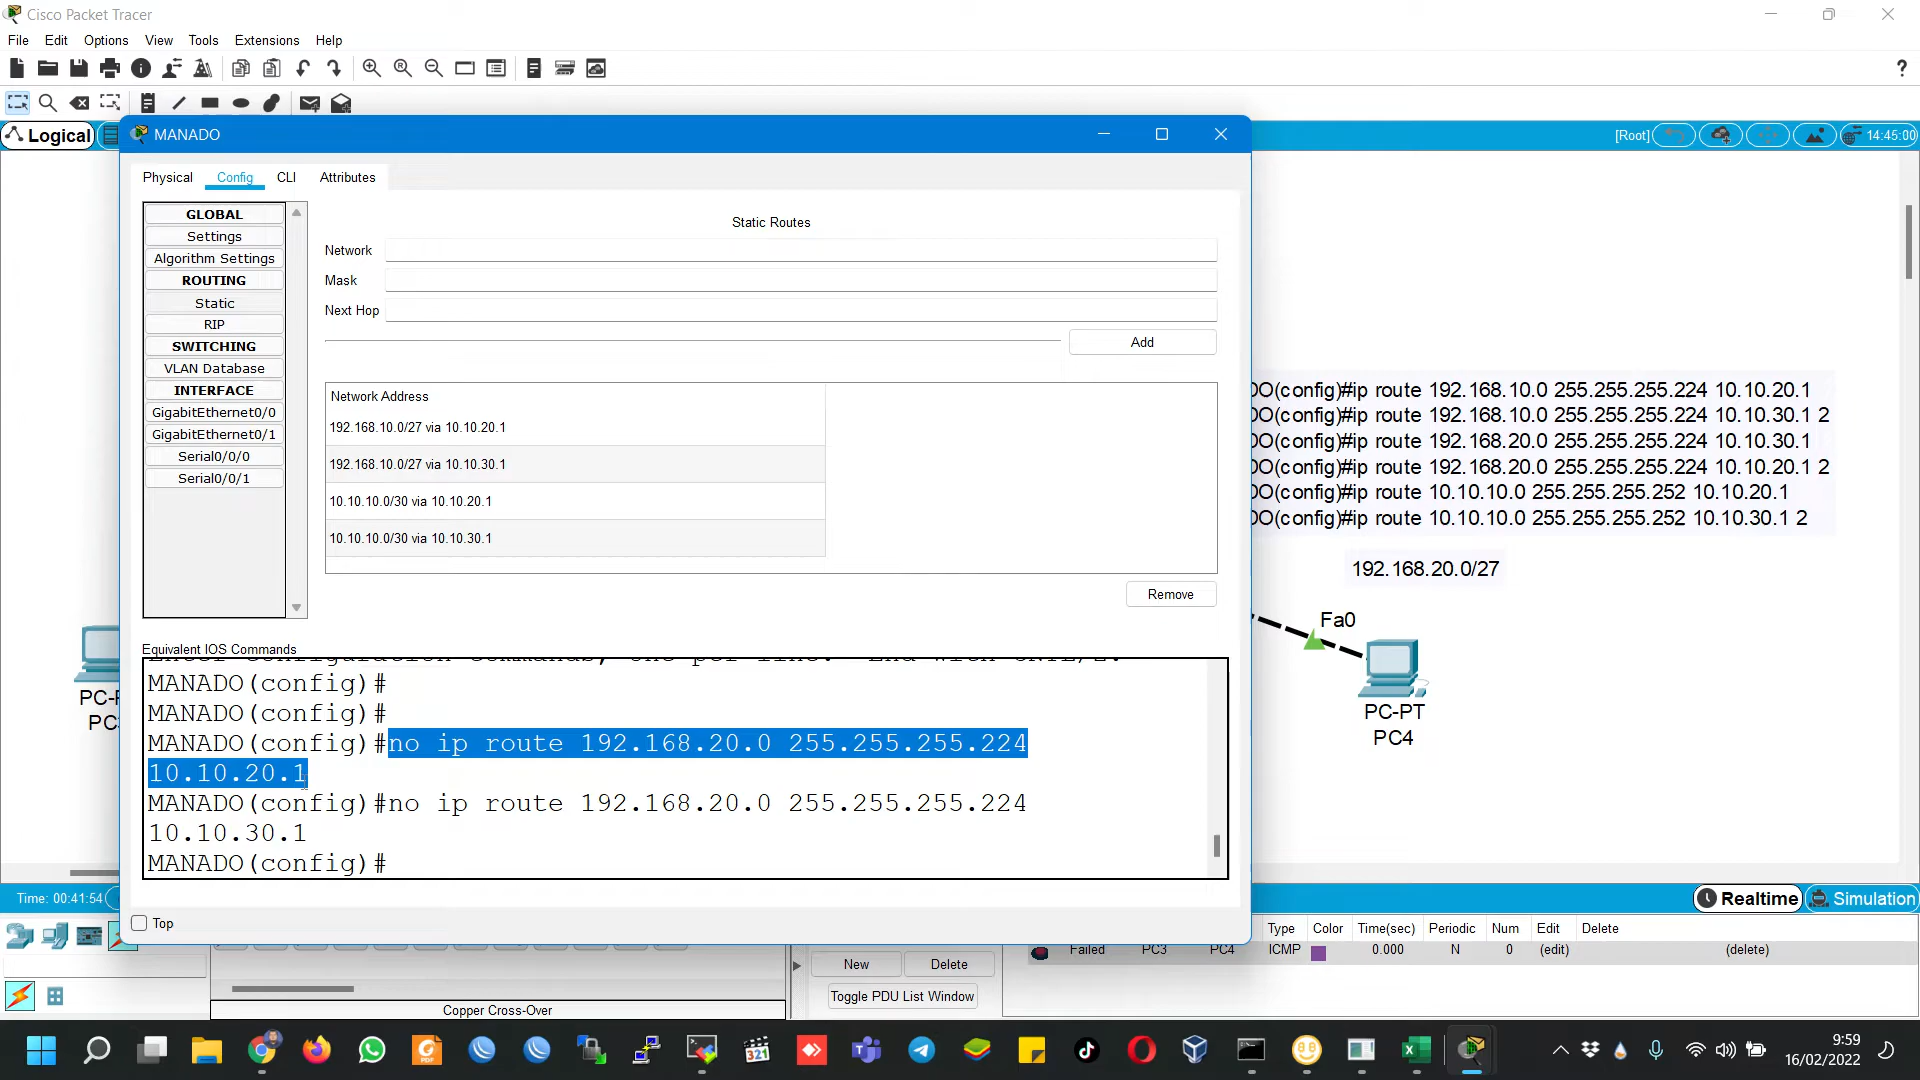 Cisco Packet Tracer
File Edit Options View Tools Extensions Help
Logical
[Root]
14:45:00
MANADO
Physical Config CLI Attributes
GLOBAL
Settings
Algorithm Settings
ROUTING
Static
RIP
SWITCHING
VLAN Database
INTERFACE
GigabitEthernet0/0
GigabitEthernet0/1
Serial0/0/0
Serial0/0/1
Static Routes
Network
Mask
Next Hop
Add
Network Address
192.168.10.0/27 via 10.10.20.1
192.168.10.0/27 via 10.10.30.1
10.10.10.0/30 via 10.10.20.1
10.10.10.0/30 via 10.10.30.1
Remove
Equivalent IOS Commands
MANADO(config)#
MANADO(config)#
MANADO(config)#no ip route 192.168.20.0 255.255.255.224
10.10.20.1
MANADO(config)#no ip route 192.168.20.0 255.255.255.224
10.10.30.1
MANADO(config)#
Top
DO(config)#ip route 192.168.10.0 255.255.255.224 10.10.20.1
DO(config)#ip route 192.168.10.0 255.255.255.224 10.10.30.1 2
DO(config)#ip route 192.168.20.0 255.255.255.224 10.10.30.1
DO(config)#ip route 192.168.20.0 255.255.255.224 10.10.20.1 2
DO(config)#ip route 10.10.10.0 255.255.255.252 10.10.20.1
DO(config)#ip route 10.10.10.0 255.255.255.252 10.10.30.1 2
192.168.20.0/27
Fa0
PC-PT
PC4
PC-P
PC
Time: 00:41:54
Realtime
Simulation
Type Color Time(sec) Periodic Num Edit Delete
Failed PC3 PC4 ICMP 0.000 N 0 (edit) (delete)
New
Delete
Toggle PDU List Window
Copper Cross-Over
321
9:59
16/02/2022